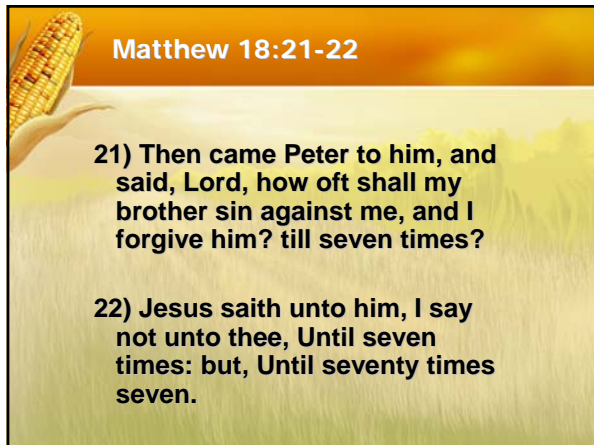 Matthew 18:21-22
21) Then came Peter to him, and
said, Lord, how oft shall my
brother sin against me, and I
forgive him? till seven times?
22) Jesus saith unto him, I say
not unto thee, Until seven
times: but, Until seventy times
seven.